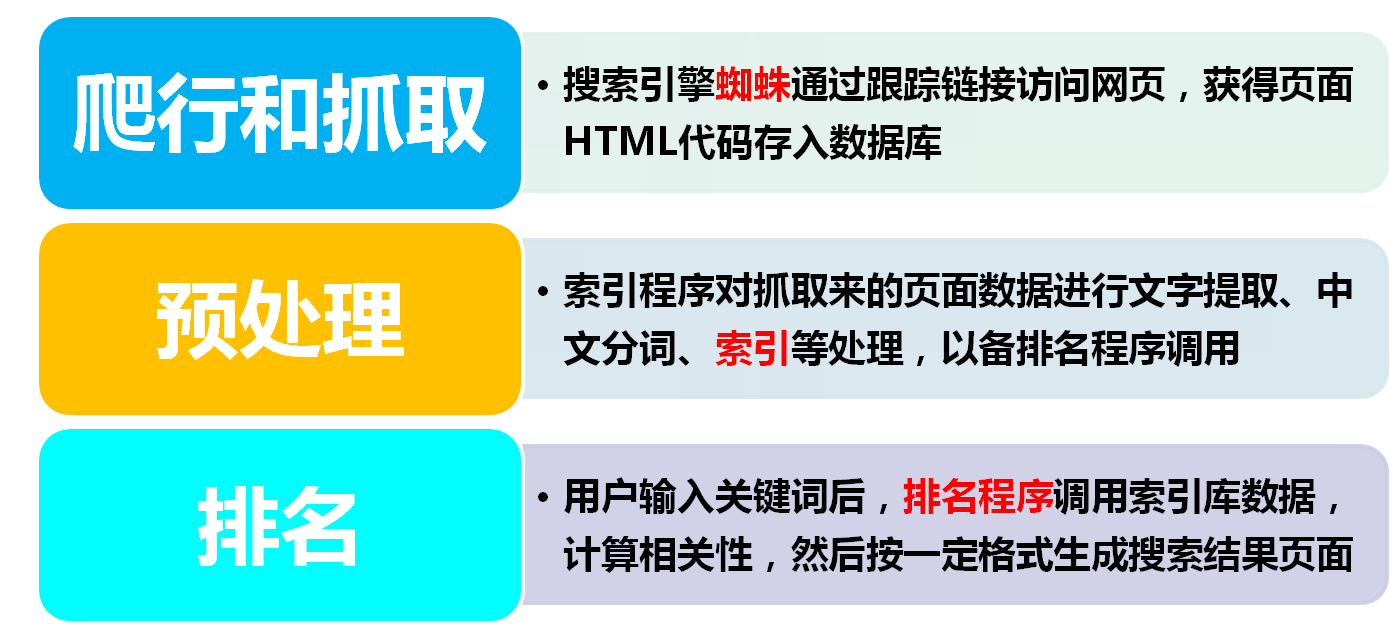 爬行和抓取
• 搜索引擎蜘蛛通过跟踪链接访问网页，获得页面
HTML代码存入数据库
预处理
• 索引程序对抓取来的页面数据进行文字提取、中
文分词、索引等处理，以备排名程序调用
排名
• 用户输入关键词后，排名程序调用索引库数据，
计算相关性，然后按一定格式生成搜索结果页面